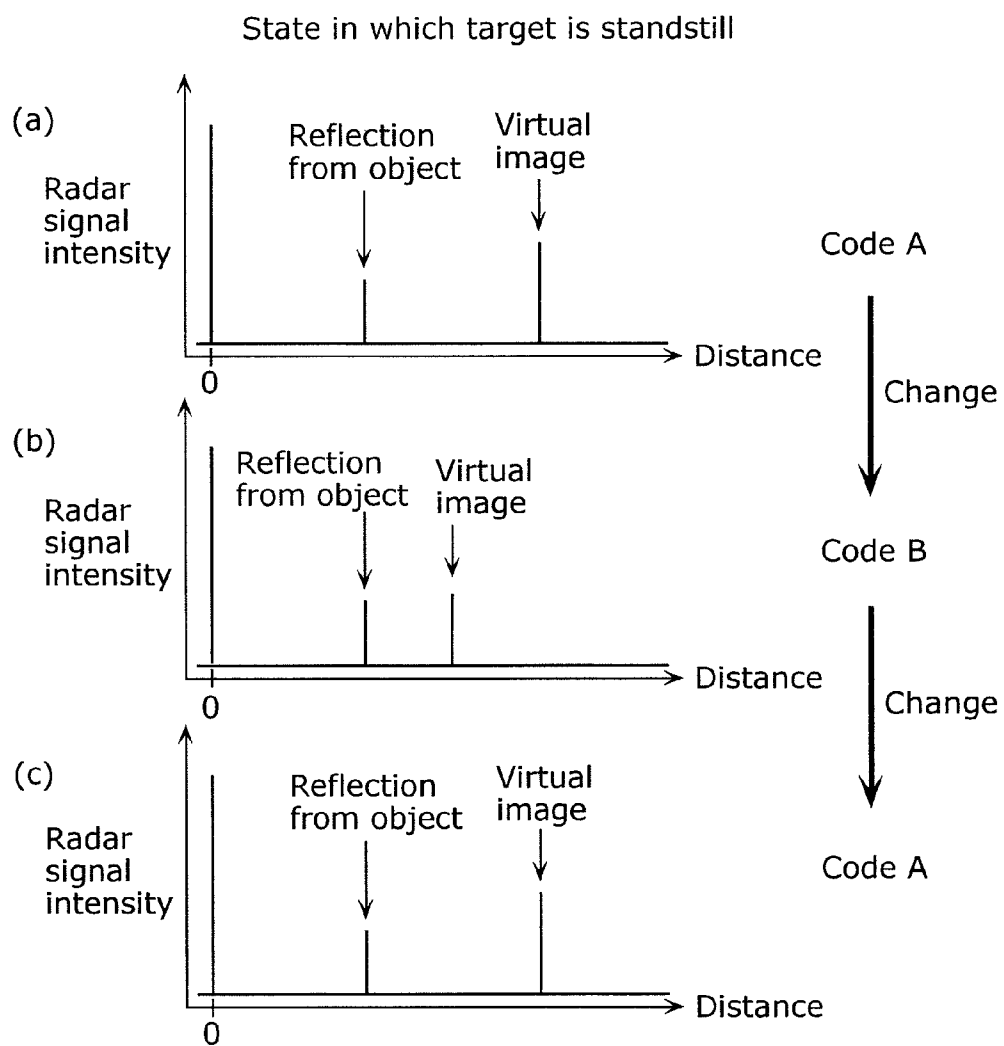 State in which target is standstill
(a)
Radar
signal
intensity
Reflection
from object
Virtual
image
Distance
0
Code A
Change
(b)
Radar
signal
intensity
Reflection
from object
Virtual
image
Distance
0
Code B
Change
(c)
Radar
signal
intensity
Reflection
from object
Virtual
image
Distance
0
Code A